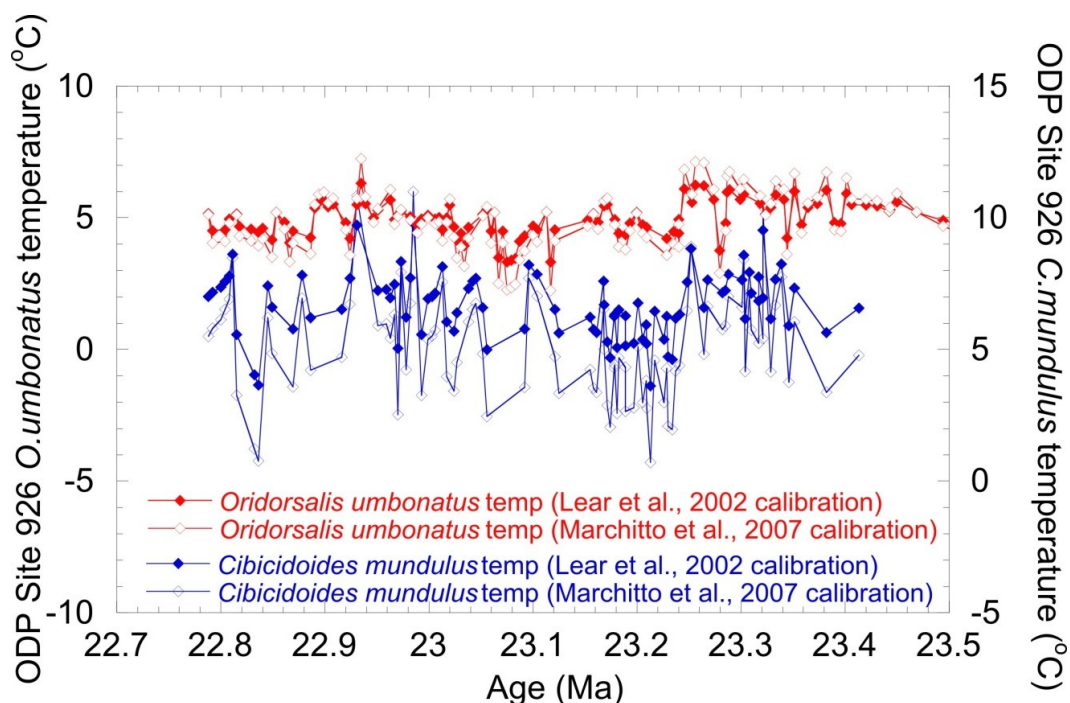 ODP Site 926 O.umbonatus temperature (°C)
10
5
0
-5
-10
15
10
5
0
-5
ODP Site 926 C.mundulus temperature (°C)
Oridorsalis umbonatus temp (Lear et al., 2002 calibration)
Oridorsalis umbonatus temp (Marchitto et al., 2007 calibration)
Cibicidoides mundulus temp (Lear et al., 2002 calibration)
Cibicidoides mundulus temp (Marchitto et al., 2007 calibration)
22.7 22.8 22.9 23 23.1 23.2 23.3 23.4 23.5
Age (Ma)